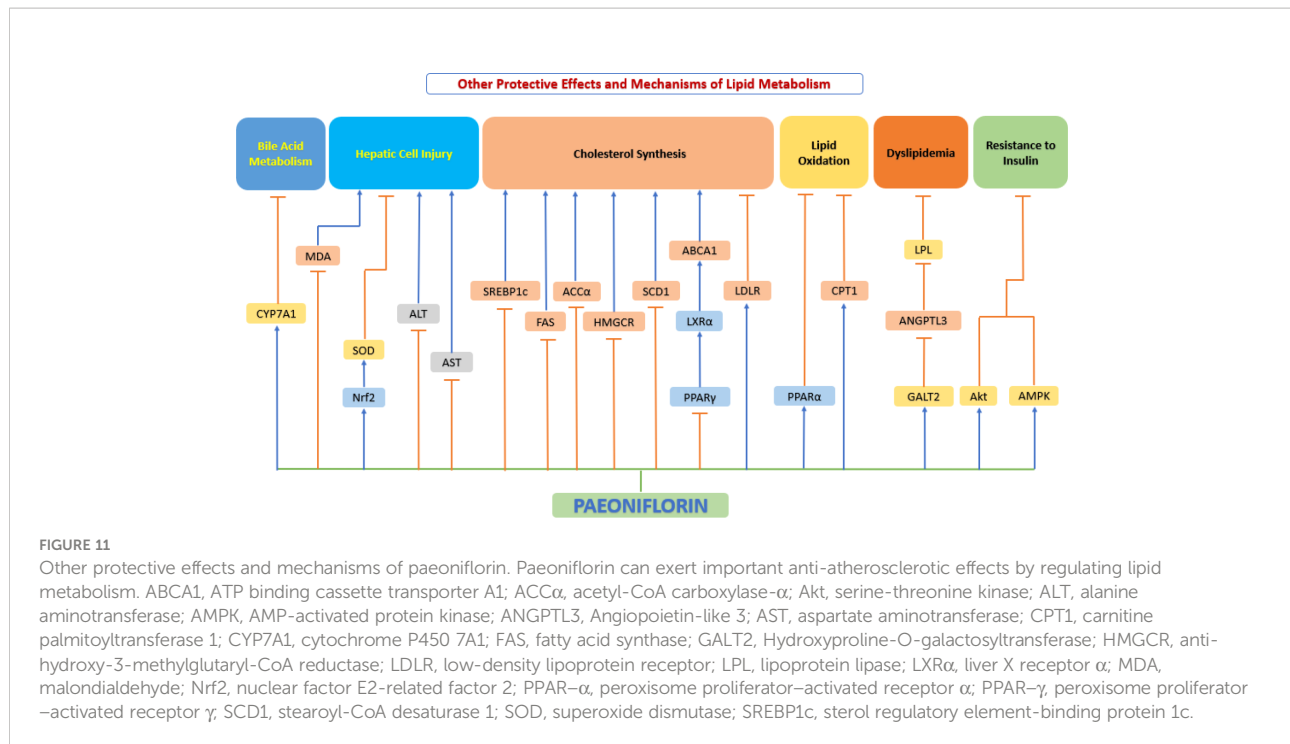 Other Protective Effects and Mechanisms of Lipid Metabolism
Bile Acid
Metabolism
Hepatic Cell Injury
Cholesterol Synthesis
Lipid
Oxidation
Dyslipidemia
Resistance to
Insulin
MDA
ABCA1
LPL
SREBP1c
ACCα
SCD1
LDLR
CPT1
CYP7A1
ALT
FAS
HMGCR
LXRα
ANGPTL3
SOD
AST
Nrf2
PPARγ
PPARα
GALT2
Akt
AMPK
PAEONIFLORIN
FIGURE 11
Other protective effects and mechanisms of paeoniflorin. Paeoniflorin can exert important anti-atherosclerotic effects by regulating lipid
metabolism. ABCA1, ATP binding cassette transporter A1; ACCα, acetyl-CoA carboxylase-α; Akt, serine-threonine kinase; ALT, alanine
aminotransferase; AMPK, AMP-activated protein kinase; ANGPTL3, Angiopoietin-like 3; AST, aspartate aminotransferase; CPT1, carnitine
palmitoyltransferase 1; CYP7A1, cytochrome P450 7A1; FAS, fatty acid synthase; GALT2, Hydroxyproline-O-galactosyltransferase; HMGCR, anti-
hydroxy-3-methylglutaryl-CoA reductase; LDLR, low-density lipoprotein receptor; LPL, lipoprotein lipase; LXRα, liver X receptor α; MDA,
malondialdehyde; Nrf2, nuclear factor E2-related factor 2; PPAR–α, peroxisome proliferator–activated receptor α; PPAR–γ, peroxisome proliferator
–activated receptor γ; SCD1, stearoyl-CoA desaturase 1; SOD, superoxide dismutase; SREBP1c, sterol regulatory element-binding protein 1c.